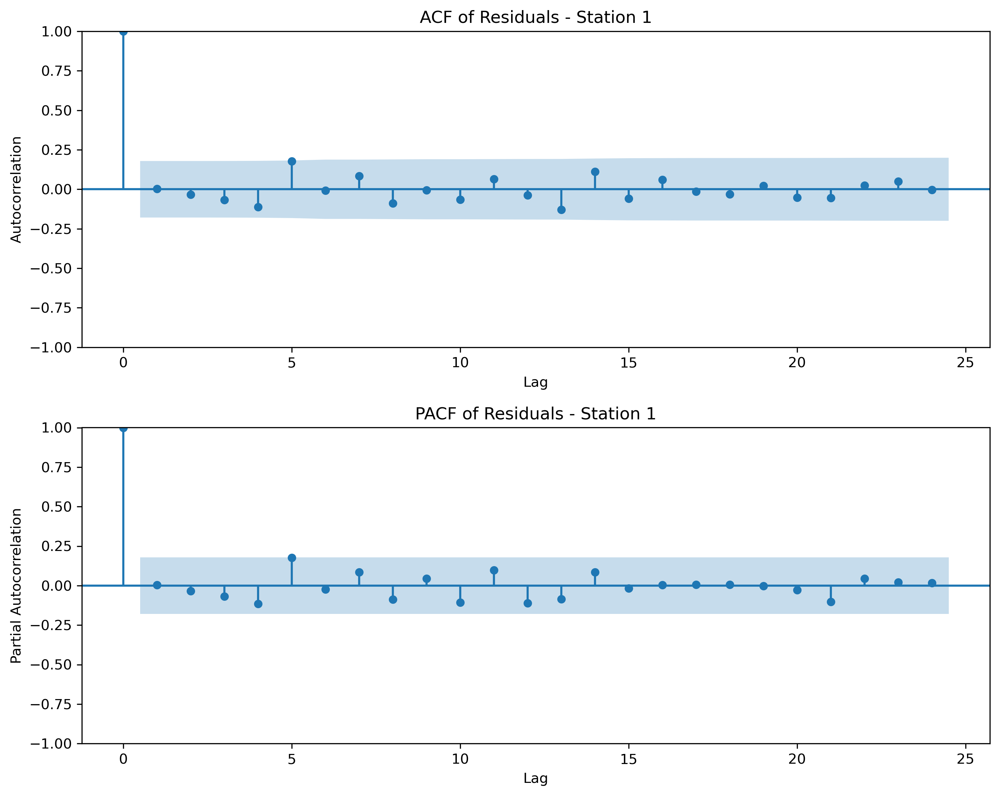 ACF of Residuals - Station 1
1.00
0.75
0.50
0.25
0.00
−0.25
−0.50
−0.75
−1.00
Autocorrelation
0 5 10 15 20 25
Lag
PACF of Residuals - Station 1
1.00
0.75
0.50
0.25
0.00
−0.25
−0.50
−0.75
−1.00
Partial Autocorrelation
0 5 10 15 20 25
Lag